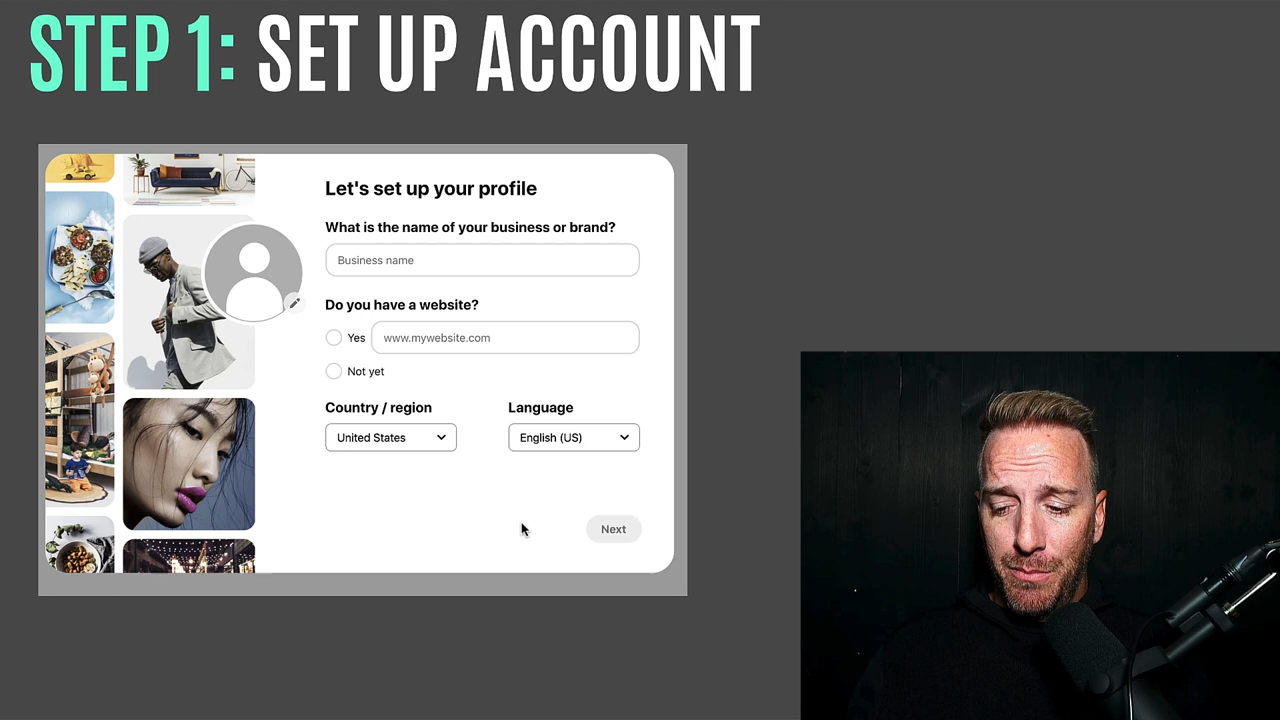 STEP 1: SET UP ACCOUNT
Let's set up your profile
What is the name of your business or brand?
Business name
Do you have a website?
Yes
www.mywebsite.com
Not yet
Country / region
Language
United States
English (US)
Next